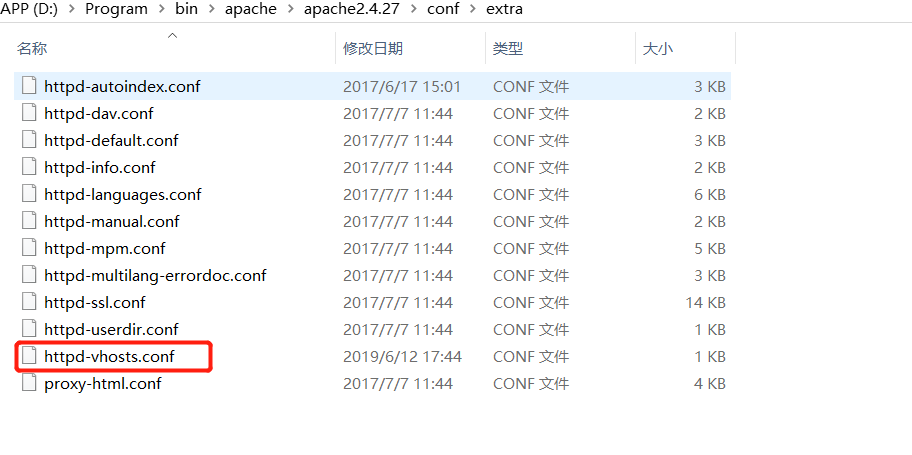 APP (D:) > Program > bin > apache > apache2.4.27 > conf > extra
名称 修改日期 类型 大小
httpd-autoindex.conf 2017/6/17 15:01 CONF 文件 3 KB
httpd-dav.conf 2017/7/7 11:44 CONF 文件 2 KB
httpd-default.conf 2017/7/7 11:44 CONF 文件 3 KB
httpd-info.conf 2017/7/7 11:44 CONF 文件 2 KB
httpd-languages.conf 2017/7/7 11:44 CONF 文件 6 KB
httpd-manual.conf 2017/7/7 11:44 CONF 文件 2 KB
httpd-mpm.conf 2017/7/7 11:44 CONF 文件 5 KB
httpd-multilang-errordoc.conf 2017/7/7 11:44 CONF 文件 3 KB
httpd-ssl.conf 2017/7/7 11:44 CONF 文件 14 KB
httpd-userdir.conf 2017/7/7 11:44 CONF 文件 1 KB
httpd-vhosts.conf 2019/6/12 17:44 CONF 文件 1 KB
proxy-html.conf 2017/7/7 11:44 CONF 文件 4 KB